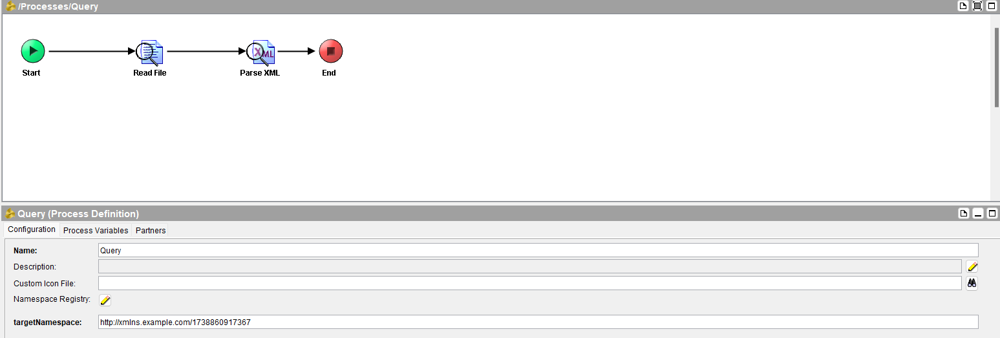 /Processes/Query
XML
Start
Read File
Parse XML
End
Query (Process Definition)
Configuration
Process Variables
Partners
Name:
Query
Description:
Custom Icon File:
Namespace Registry:
targetNamespace:
http://xmlns.example.com/1738860917367